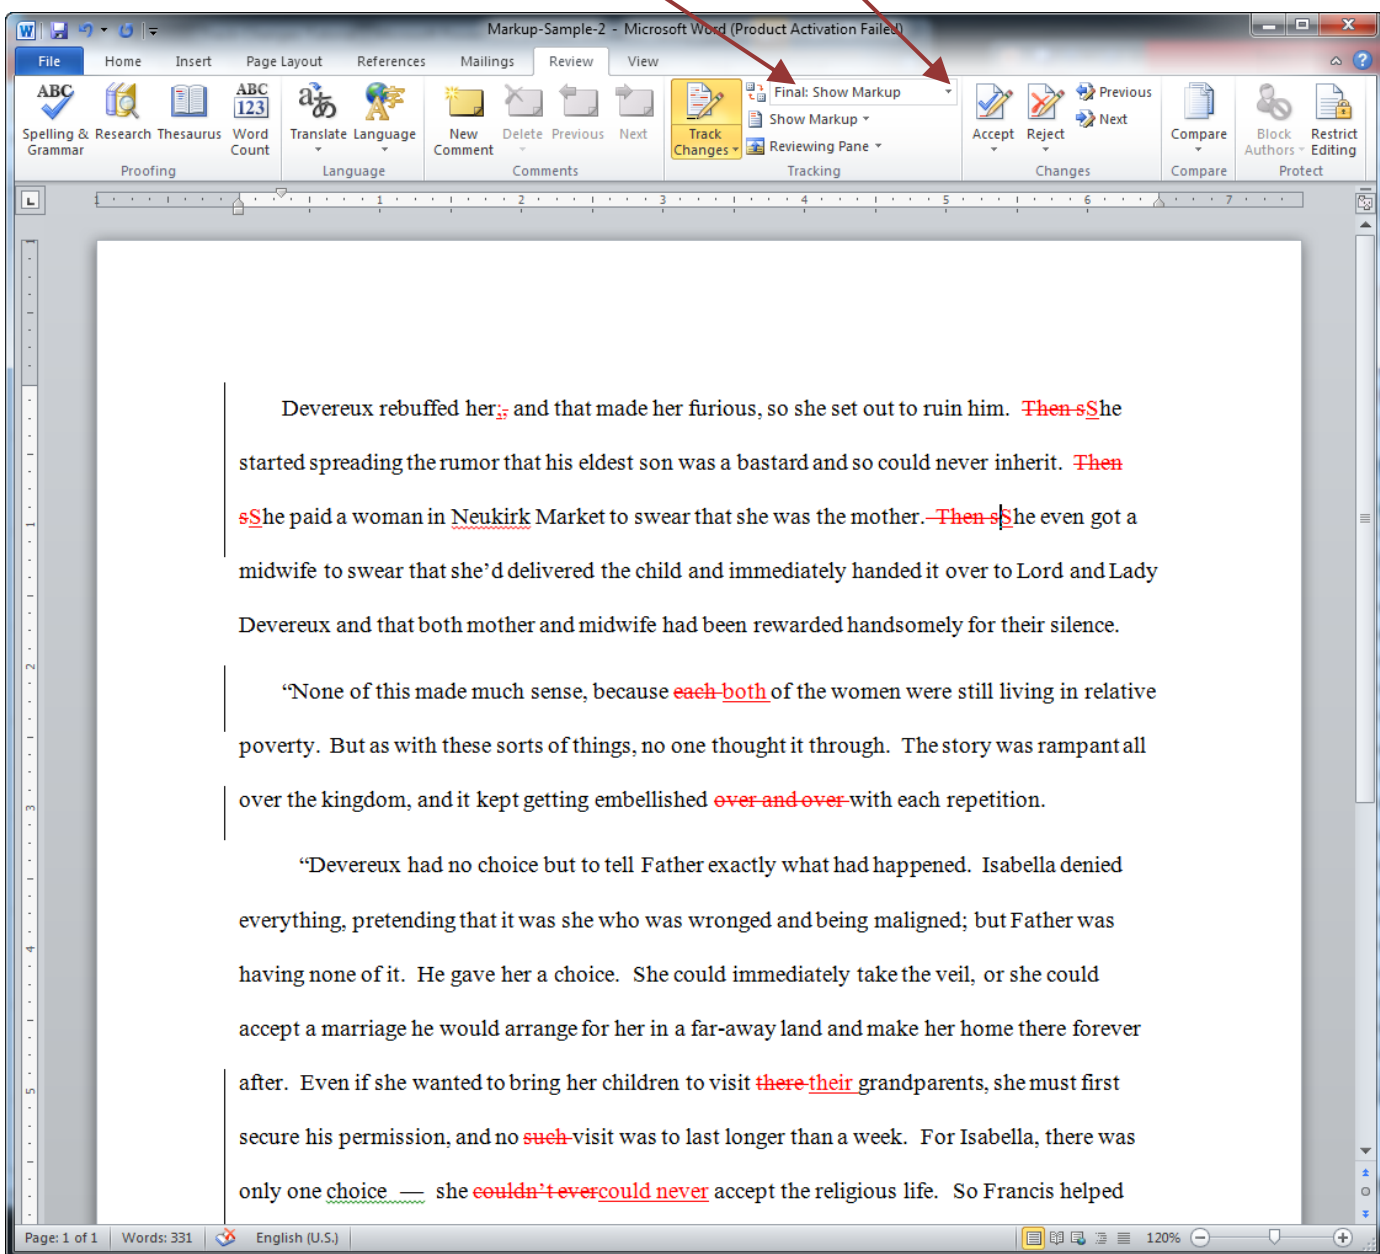 Markup-Sample-2 - Microsoft Word (Product Activation Failed)
File Home Insert Page Layout References Mailings Review View
Spelling & Grammar Research Thesaurus Word Count Translate Language New Comment Delete Previous Next Track Changes Final: Show Markup Show Markup Reviewing Pane Accept Reject Previous Next Compare Block Authors Restrict Editing
Proofing Language Comments Tracking Changes Compare Protect
1 1 2 3 4 5 6 7
Devereux rebuffed her;, and that made her furious, so she set out to ruin him. Then sShe
started spreading the rumor that his eldest son was a bastard and so could never inherit. Then
sShe paid a woman in Neukirk Market to swear that she was the mother. Then sShe even got a
midwife to swear that she’d delivered the child and immediately handed it over to Lord and Lady
Devereux and that both mother and midwife had been rewarded handsomely for their silence.
“None of this made much sense, because each both of the women were still living in relative
poverty. But as with these sorts of things, no one thought it through. The story was rampant all
over the kingdom, and it kept getting embellished over and over with each repetition.
“Devereux had no choice but to tell Father exactly what had happened. Isabella denied
everything, pretending that it was she who was wronged and being maligned; but Father was
having none of it. He gave her a choice. She could immediately take the veil, or she could
accept a marriage he would arrange for her in a far-away land and make her home there forever
after. Even if she wanted to bring her children to visit there their grandparents, she must first
secure his permission, and no such visit was to last longer than a week. For Isabella, there was
only one choice — she couldn’t evercould never accept the religious life. So Francis helped
Page: 1 of 1 Words: 331 English (U.S.) 120%